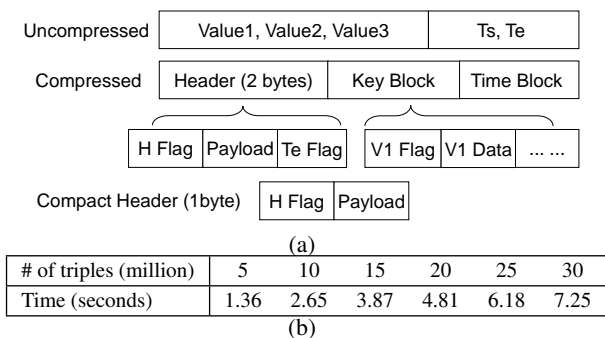 Uncompressed Value1, Value2, Value3 Ts, Te
Compressed Header (2 bytes) Key Block Time Block
H Flag Payload Te Flag V1 Flag V1 Data ... ...
Compact Header (1byte) H Flag Payload
(a)
# of triples (million) 5 10 15 20 25 30
Time (seconds) 1.36 2.65 3.87 4.81 6.18 7.25
(b)